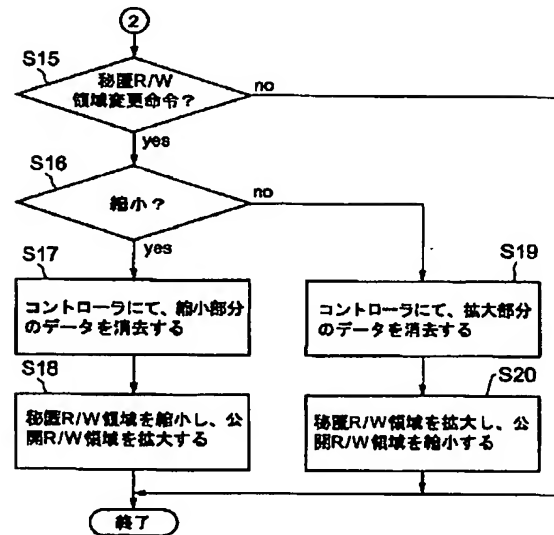 2
S15
秘匿R/W
領域変更命令?
no
yes
S16
縮小?
no
yes
S17
コントローラにて、縮小部分
のデータを消去する
S19
コントローラにて、拡大部分
のデータを消去する
S18
秘匿R/W領域を縮小し、公
開R/W領域を拡大する
S20
秘匿R/W領域を拡大し、公
開R/W領域を縮小する
終了